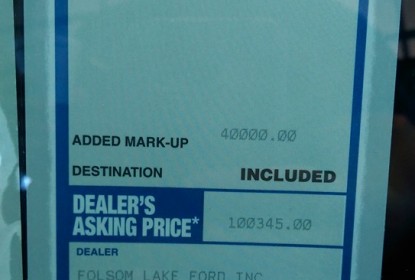 ADDED MARK-UP 40000.00
DESTINATION INCLUDED
DEALER'S
ASKING PRICE* 100345.00
DEALER
FOLSOM LAKE FORD INC